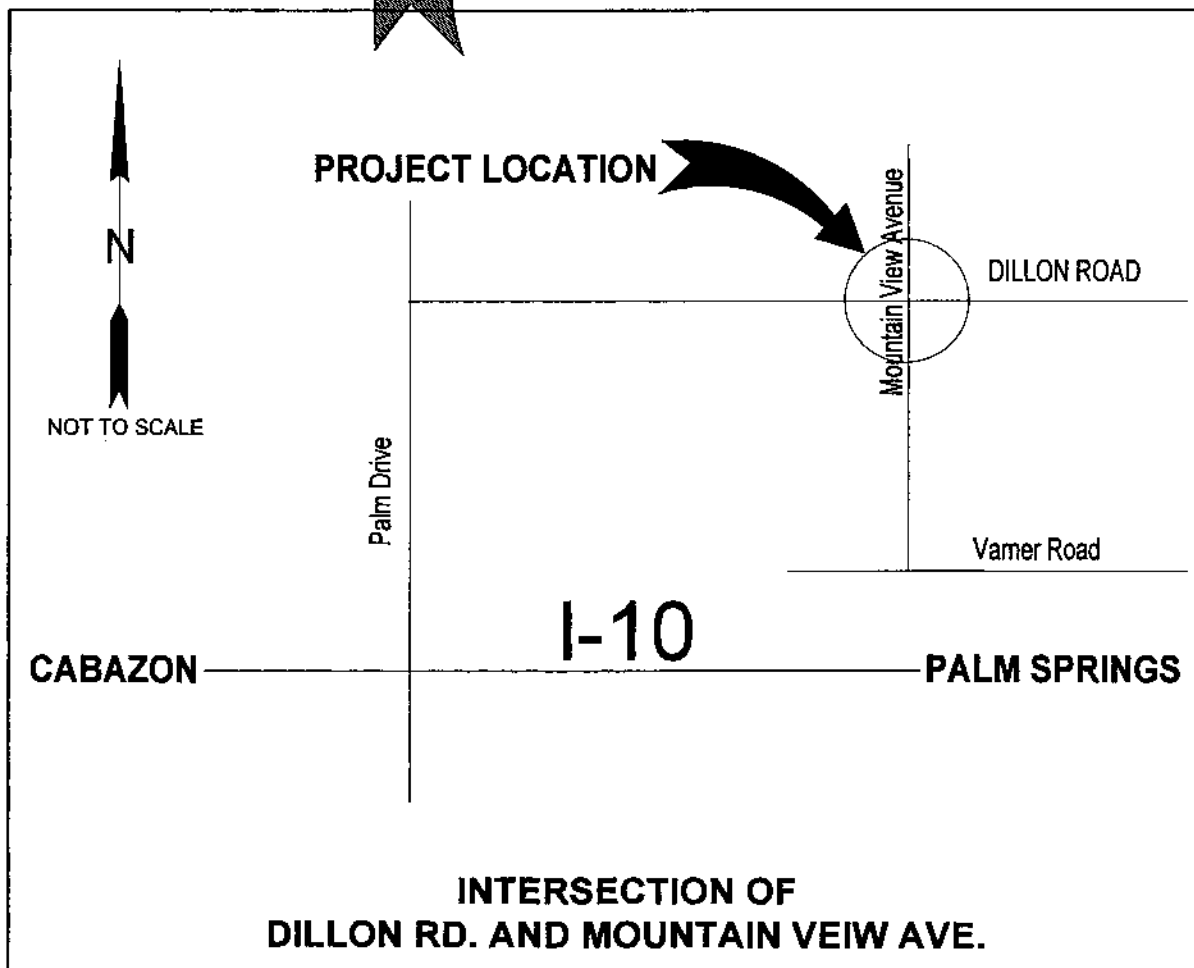 PROJECT LOCATION
Mountain View Avenue
DILLON ROAD
N
NOT TO SCALE
Palm Drive
Varner Road
I-10
CABAZON
PALM SPRINGS
INTERSECTION OF
DILLON RD. AND MOUNTAIN VEIW AVE.